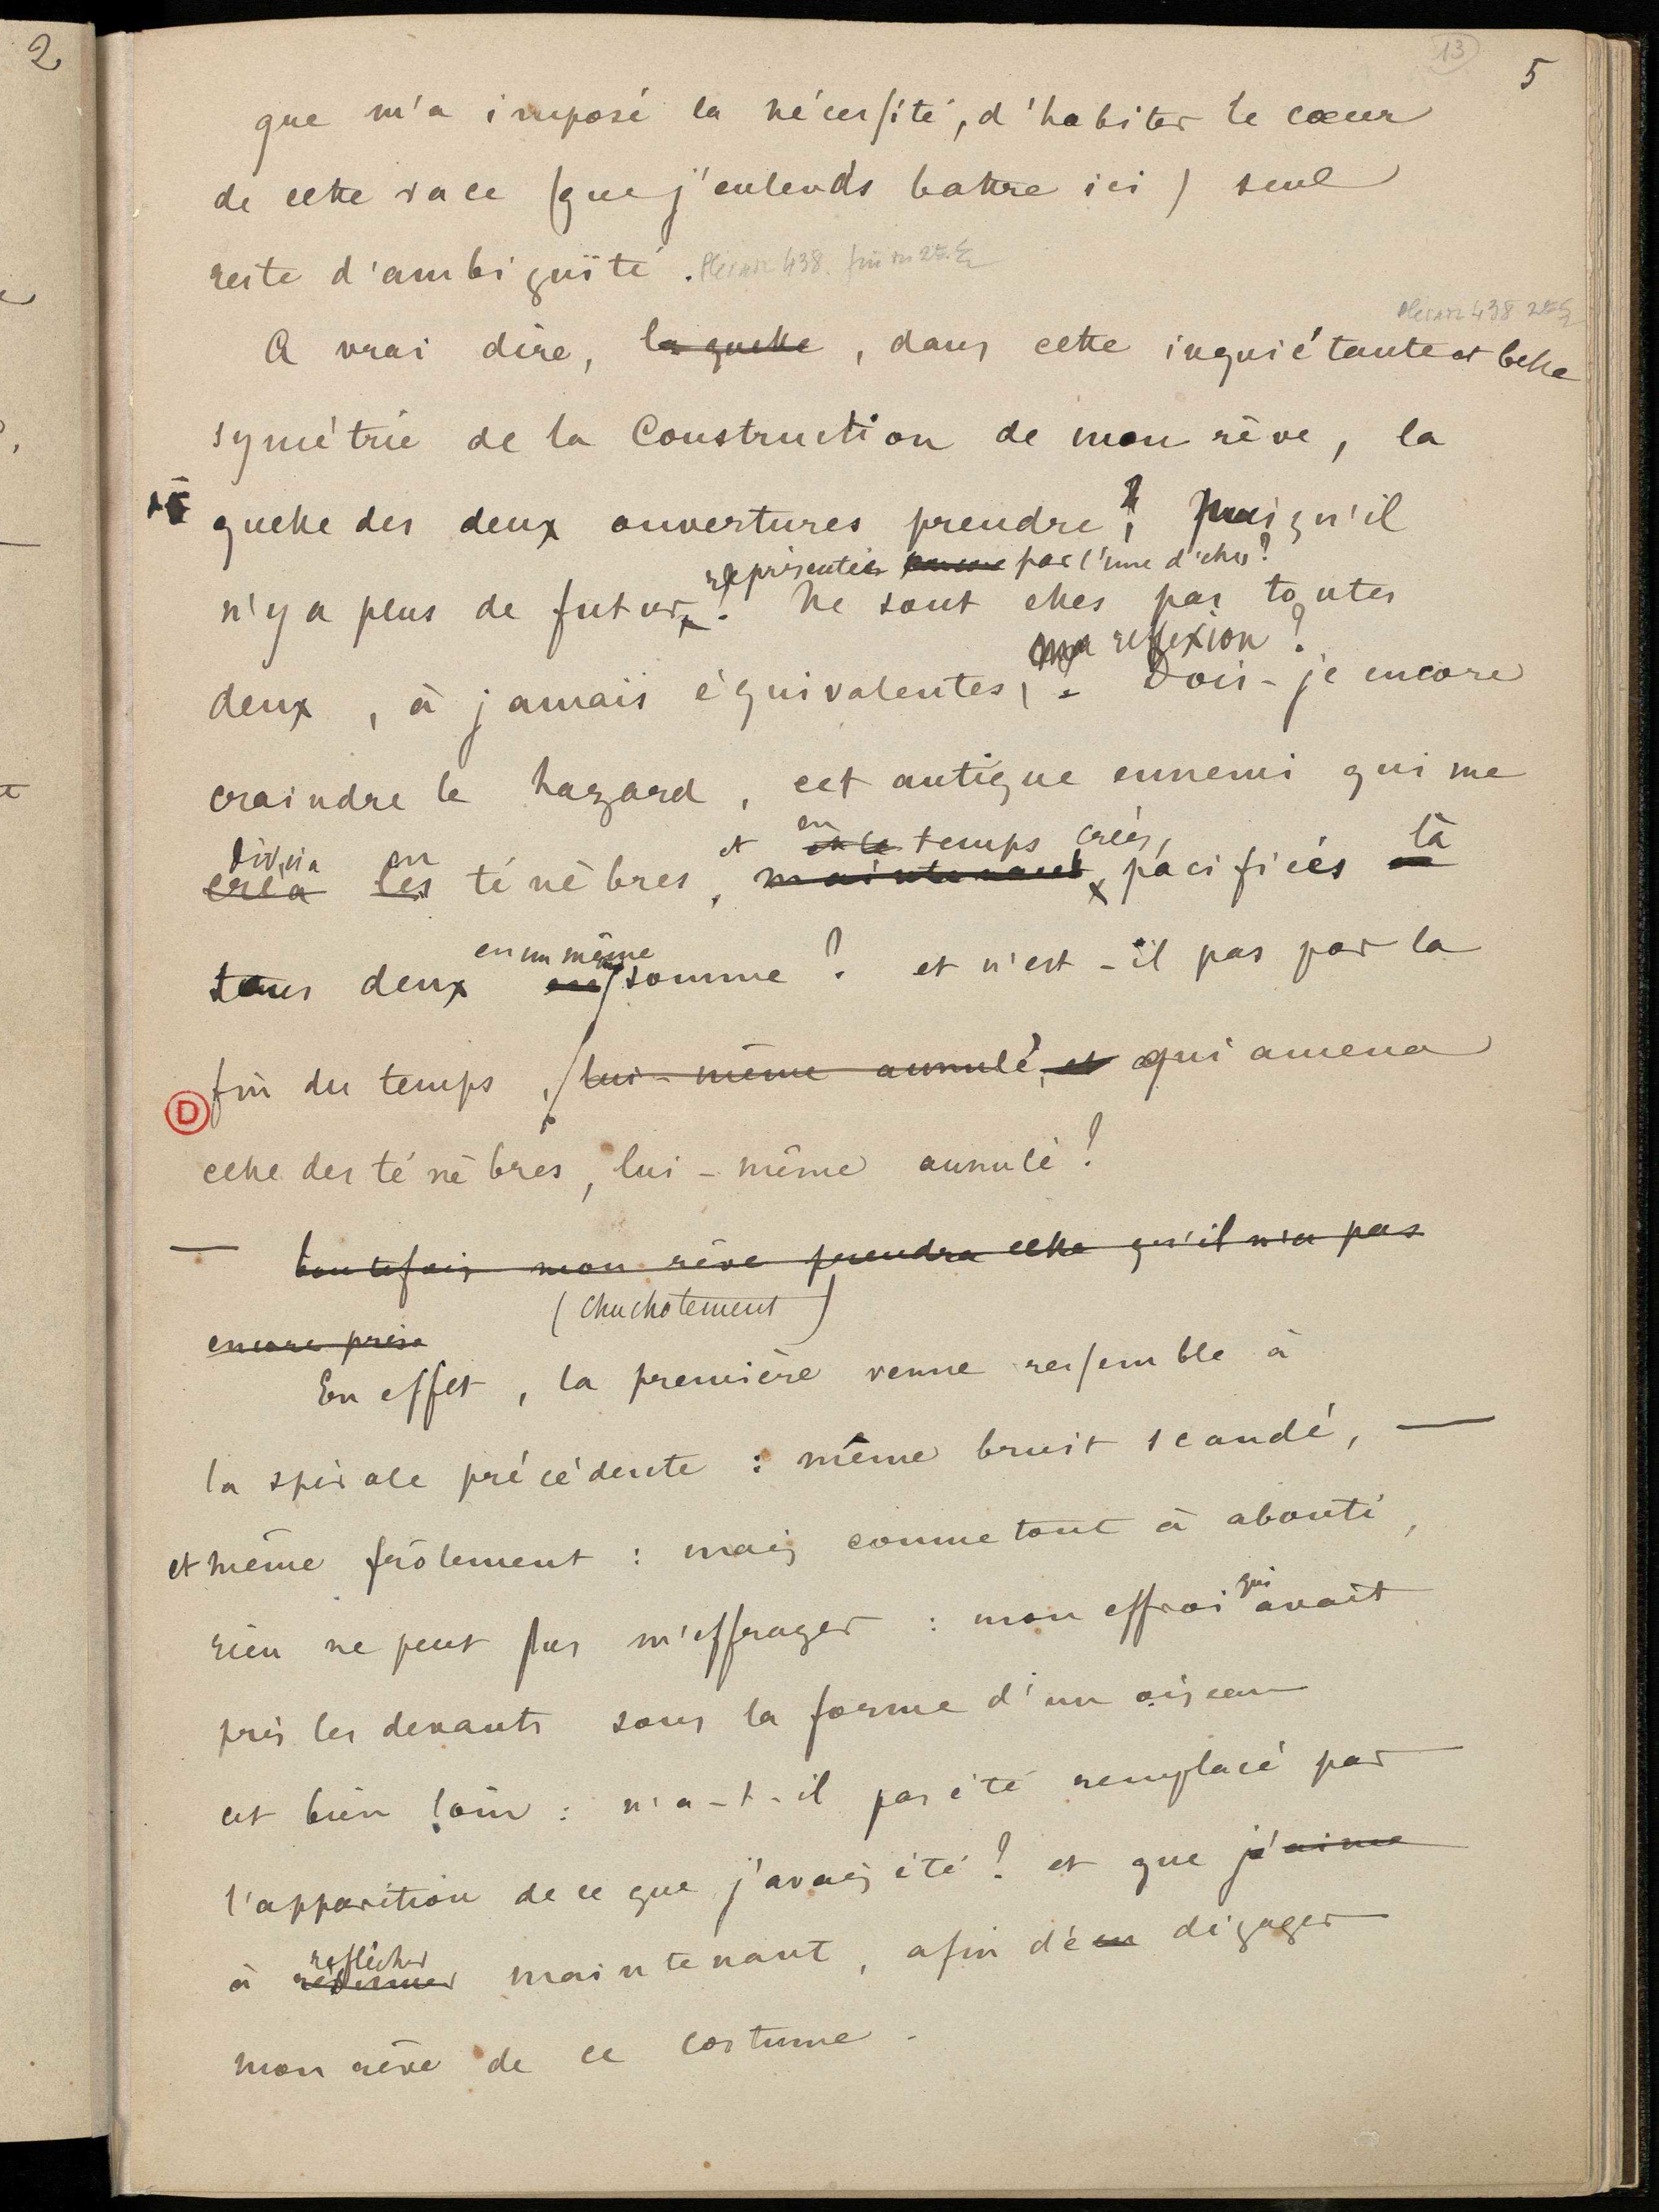 2
13
5
que m'a imposé la nécessité, d'habiter le cœur
de cette race (que j'entends battre ici) seul
reste d'ambiguïté. Pléiade 438. fin du 2e §
Pléiade 438 2e §
A vrai dire, la quelle, dans cette inquiétante et belle
symétrie de la Construction de mon rêve, la
quelle des deux ouvertures prendre? Puisqu'il
représentée par l'une d'elles?
n'y a plus de futur. Ne sont elles pas toutes
ma reflexion?
deux, à jamais équivalentes, Dois-je encore
craindre le hazard, cet antique ennemi qui me
divisa en et en et le temps créés, là
créa les ténèbres, maintenant pacifiés
en un même
tous deux en somme? et n'est-il pas par la
fin du temps, lui-même annulé, et qui amena
D
celle des ténèbres, lui-même annulé!
— toutefois mon rêve prendra celle qu'il n'a pas
(Chuchotement)
encore prise
En effet, la première venue ressemble à
la spirale précédente : même bruit scandé, —
et même frôlement : mais comme tout à abouti,
qui
rien ne peut plus m'effrayer : mon effroi avait
pris les devants sous la forme d'un oiseau
est bien loin : n'a-t-il pas été remplacé par
l'apparition de ce que j'avais été? et que j'aime
reflécher
à maintenant, afin de en dégager
mon rêve de ce costume.